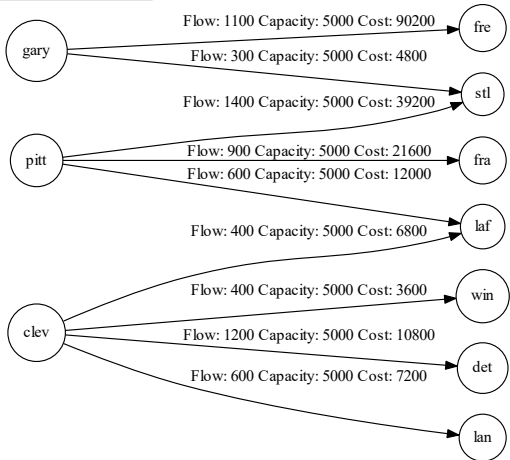 Flow: 1100 Capacity: 5000 Cost: 90200
fre
gary
Flow: 300 Capacity: 5000 Cost: 4800
stl
Flow: 1400 Capacity: 5000 Cost: 39200
Flow: 900 Capacity: 5000 Cost: 21600
pitt
fra
Flow: 600 Capacity: 5000 Cost: 12000
laf
Flow: 400 Capacity: 5000 Cost: 6800
Flow: 400 Capacity: 5000 Cost: 3600
win
clev
Flow: 1200 Capacity: 5000 Cost: 10800
det
Flow: 600 Capacity: 5000 Cost: 7200
lan